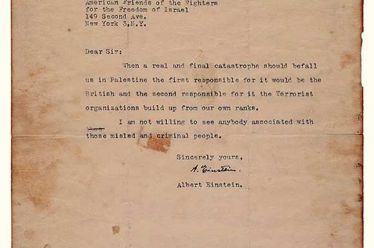 American Friends of the Fighters
for the Freedom of Israel
149 Second Ave.
New York 3,N.Y.
Dear Sir:
When a real and final catastrophe should befall
us in Palestine the first responsible for it would be the
British and the second responsible for it the Terrorist
organizations build up from our own ranks.
I am not willing to see anybody associated with
those misled and criminal people.
Sincerely yours,
A. Einstein.
Albert Einstein.